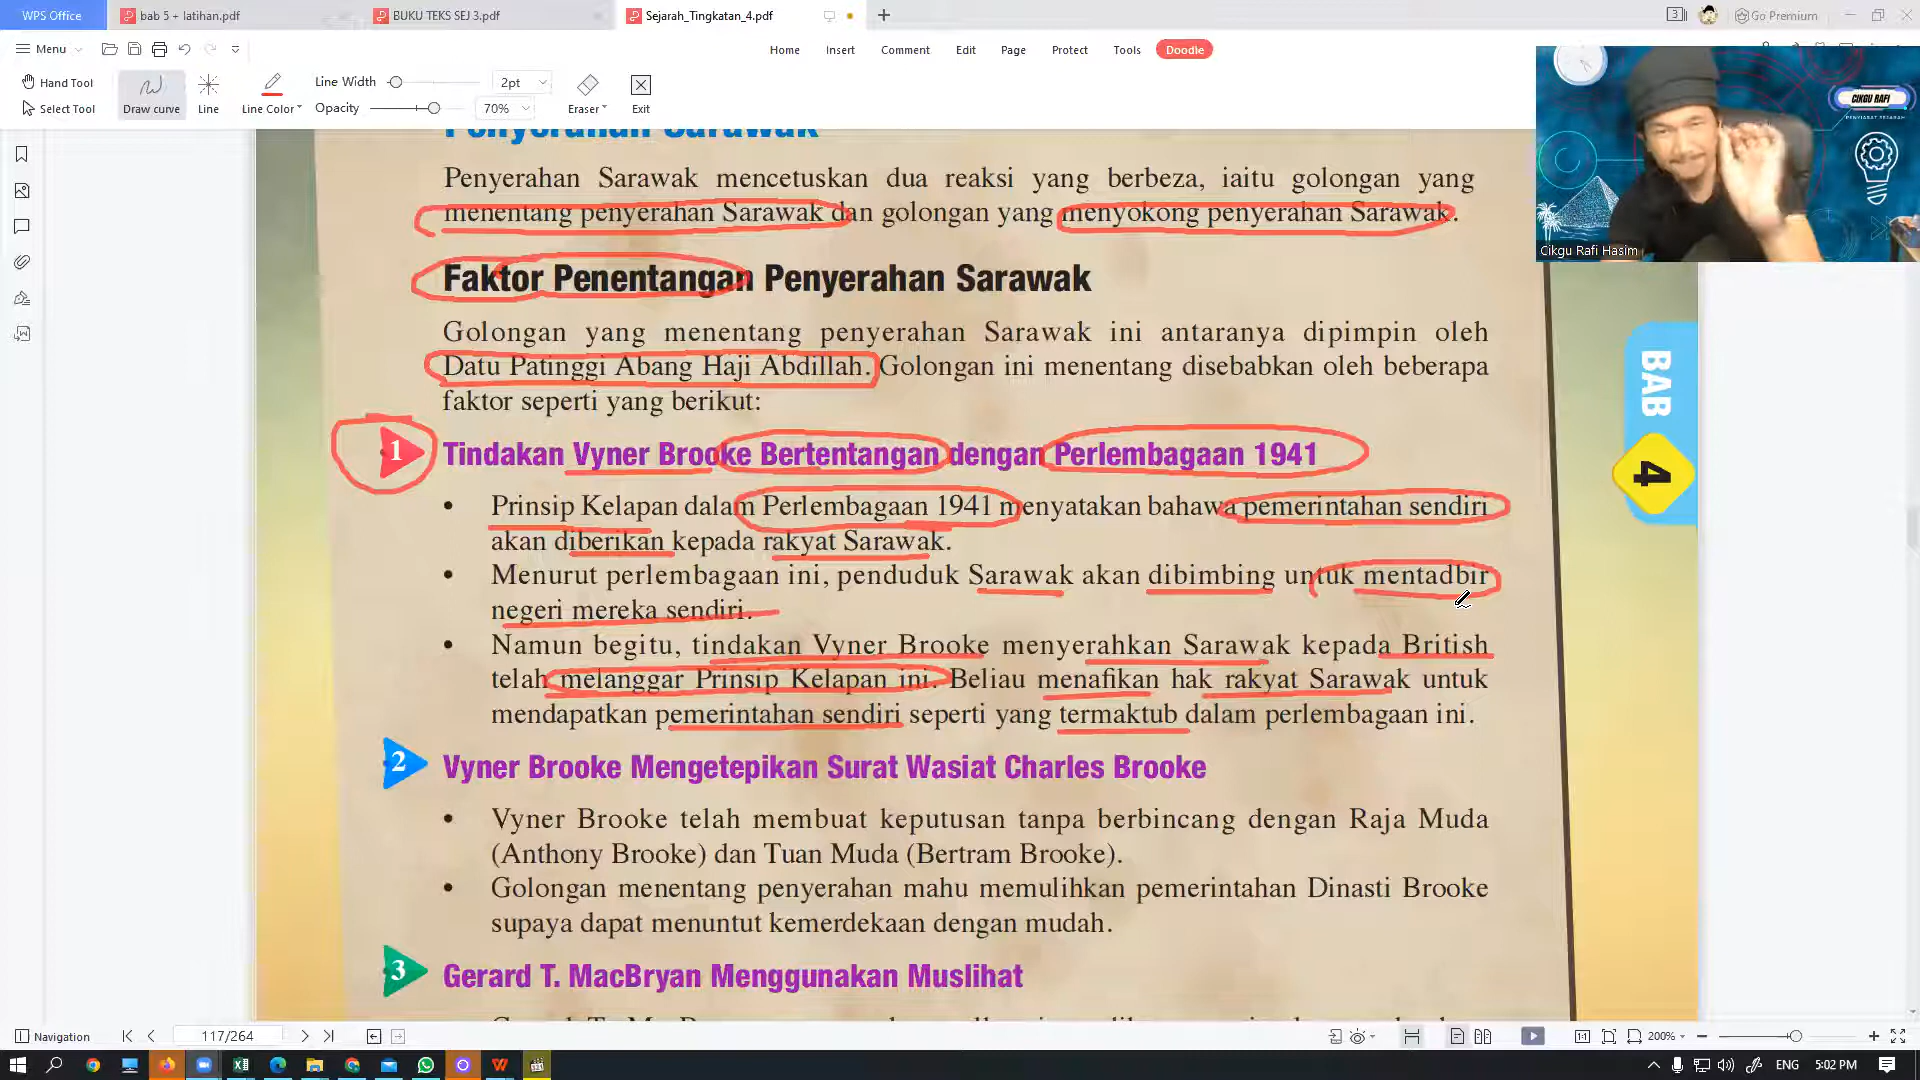 WPS Office
bab 5 + latihan.pdf
BUKU TEKS SEJ 3.pdf
Sejarah_Tingkatan_4.pdf
3
Go Premium
Menu
Home
Insert
Comment
Edit
Page
Protect
Tools
Doodle
Hand Tool
Select Tool
Draw curve
Line
Line Color
Line Width
2pt
Opacity
70%
Eraser
Exit
CIKGU RAFI
PENYIASAT SEJARAH
Cikgu Rafi Hasim
Penyerahan Sarawak
Penyerahan Sarawak mencetuskan dua reaksi yang berbeza, iaitu golongan yang
menentang penyerahan Sarawak dan golongan yang menyokong penyerahan Sarawak.
Faktor Penentangan Penyerahan Sarawak
Golongan yang menentang penyerahan Sarawak ini antaranya dipimpin oleh
Datu Patinggi Abang Haji Abdillah. Golongan ini menentang disebabkan oleh beberapa
faktor seperti yang berikut:
1 Tindakan Vyner Brooke Bertentangan dengan Perlembagaan 1941
• Prinsip Kelapan dalam Perlembagaan 1941 menyatakan bahawa pemerintahan sendiri
akan diberikan kepada rakyat Sarawak.
• Menurut perlembagaan ini, penduduk Sarawak akan dibimbing untuk mentadbir
negeri mereka sendiri.
• Namun begitu, tindakan Vyner Brooke menyerahkan Sarawak kepada British
telah melanggar Prinsip Kelapan ini. Beliau menafikan hak rakyat Sarawak untuk
mendapatkan pemerintahan sendiri seperti yang termaktub dalam perlembagaan ini.
2 Vyner Brooke Mengetepikan Surat Wasiat Charles Brooke
• Vyner Brooke telah membuat keputusan tanpa berbincang dengan Raja Muda
(Anthony Brooke) dan Tuan Muda (Bertram Brooke).
• Golongan menentang penyerahan mahu memulihkan pemerintahan Dinasti Brooke
supaya dapat menuntut kemerdekaan dengan mudah.
3 Gerard T. MacBryan Menggunakan Muslihat
BAB
4
Navigation
117/264
200%
ENG
5:02 PM